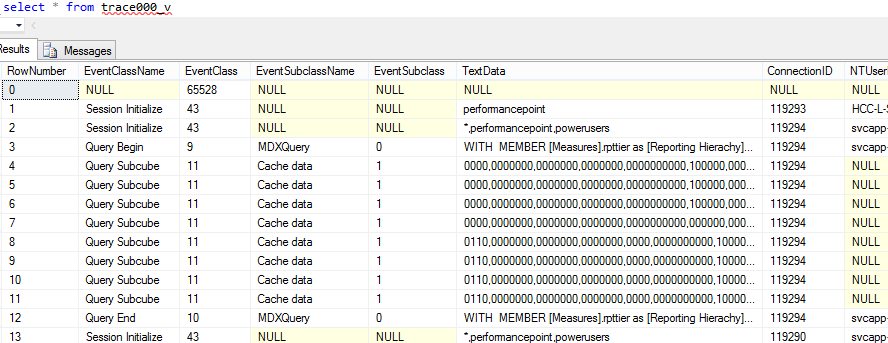 select * from trace000_v
Results Messages
RowNumber EventClassName EventClass EventSubclassName EventSubclass TextData ConnectionID NTUser
0 NULL 65528 NULL NULL NULL NULL NULL
1 Session Initialize 43 NULL NULL performancepoint 119293 HCC-L-S
2 Session Initialize 43 NULL NULL *,performancepoint,powerusers 119294 svcapp-
3 Query Begin 9 MDXQuery 0 WITH MEMBER [Measures].rpttier as [Reporting Hierachy]... 119294 svcapp-
4 Query Subcube 11 Cache data 1 0000,0000000,0000000,0000000,0000000000,100000,000... 119294 NULL
5 Query Subcube 11 Cache data 1 0000,0000000,0000000,0000000,0000000000,100000,000... 119294 NULL
6 Query Subcube 11 Cache data 1 0000,0000000,0000000,0000000,0000000000,100000,000... 119294 NULL
7 Query Subcube 11 Cache data 1 0000,0000000,0000000,0000000,0000000000,000000,000... 119294 NULL
8 Query Subcube 11 Cache data 1 0110,0000000,0000000,0000000,0000,0000000000,10000... 119294 NULL
9 Query Subcube 11 Cache data 1 0110,0000000,0000000,0000000,0000,0000000000,10000... 119294 NULL
10 Query Subcube 11 Cache data 1 0110,0000000,0000000,0000000,0000,0000000000,10000... 119294 NULL
11 Query Subcube 11 Cache data 1 0110,0000000,0000000,0000000,0000,0000000000,10000... 119294 NULL
12 Query End 10 MDXQuery 0 WITH MEMBER [Measures].rpttier as [Reporting Hierachy]... 119294 svcapp-
13 Session Initialize 43 NULL NULL *,performancepoint,powerusers 119290 svcapp-